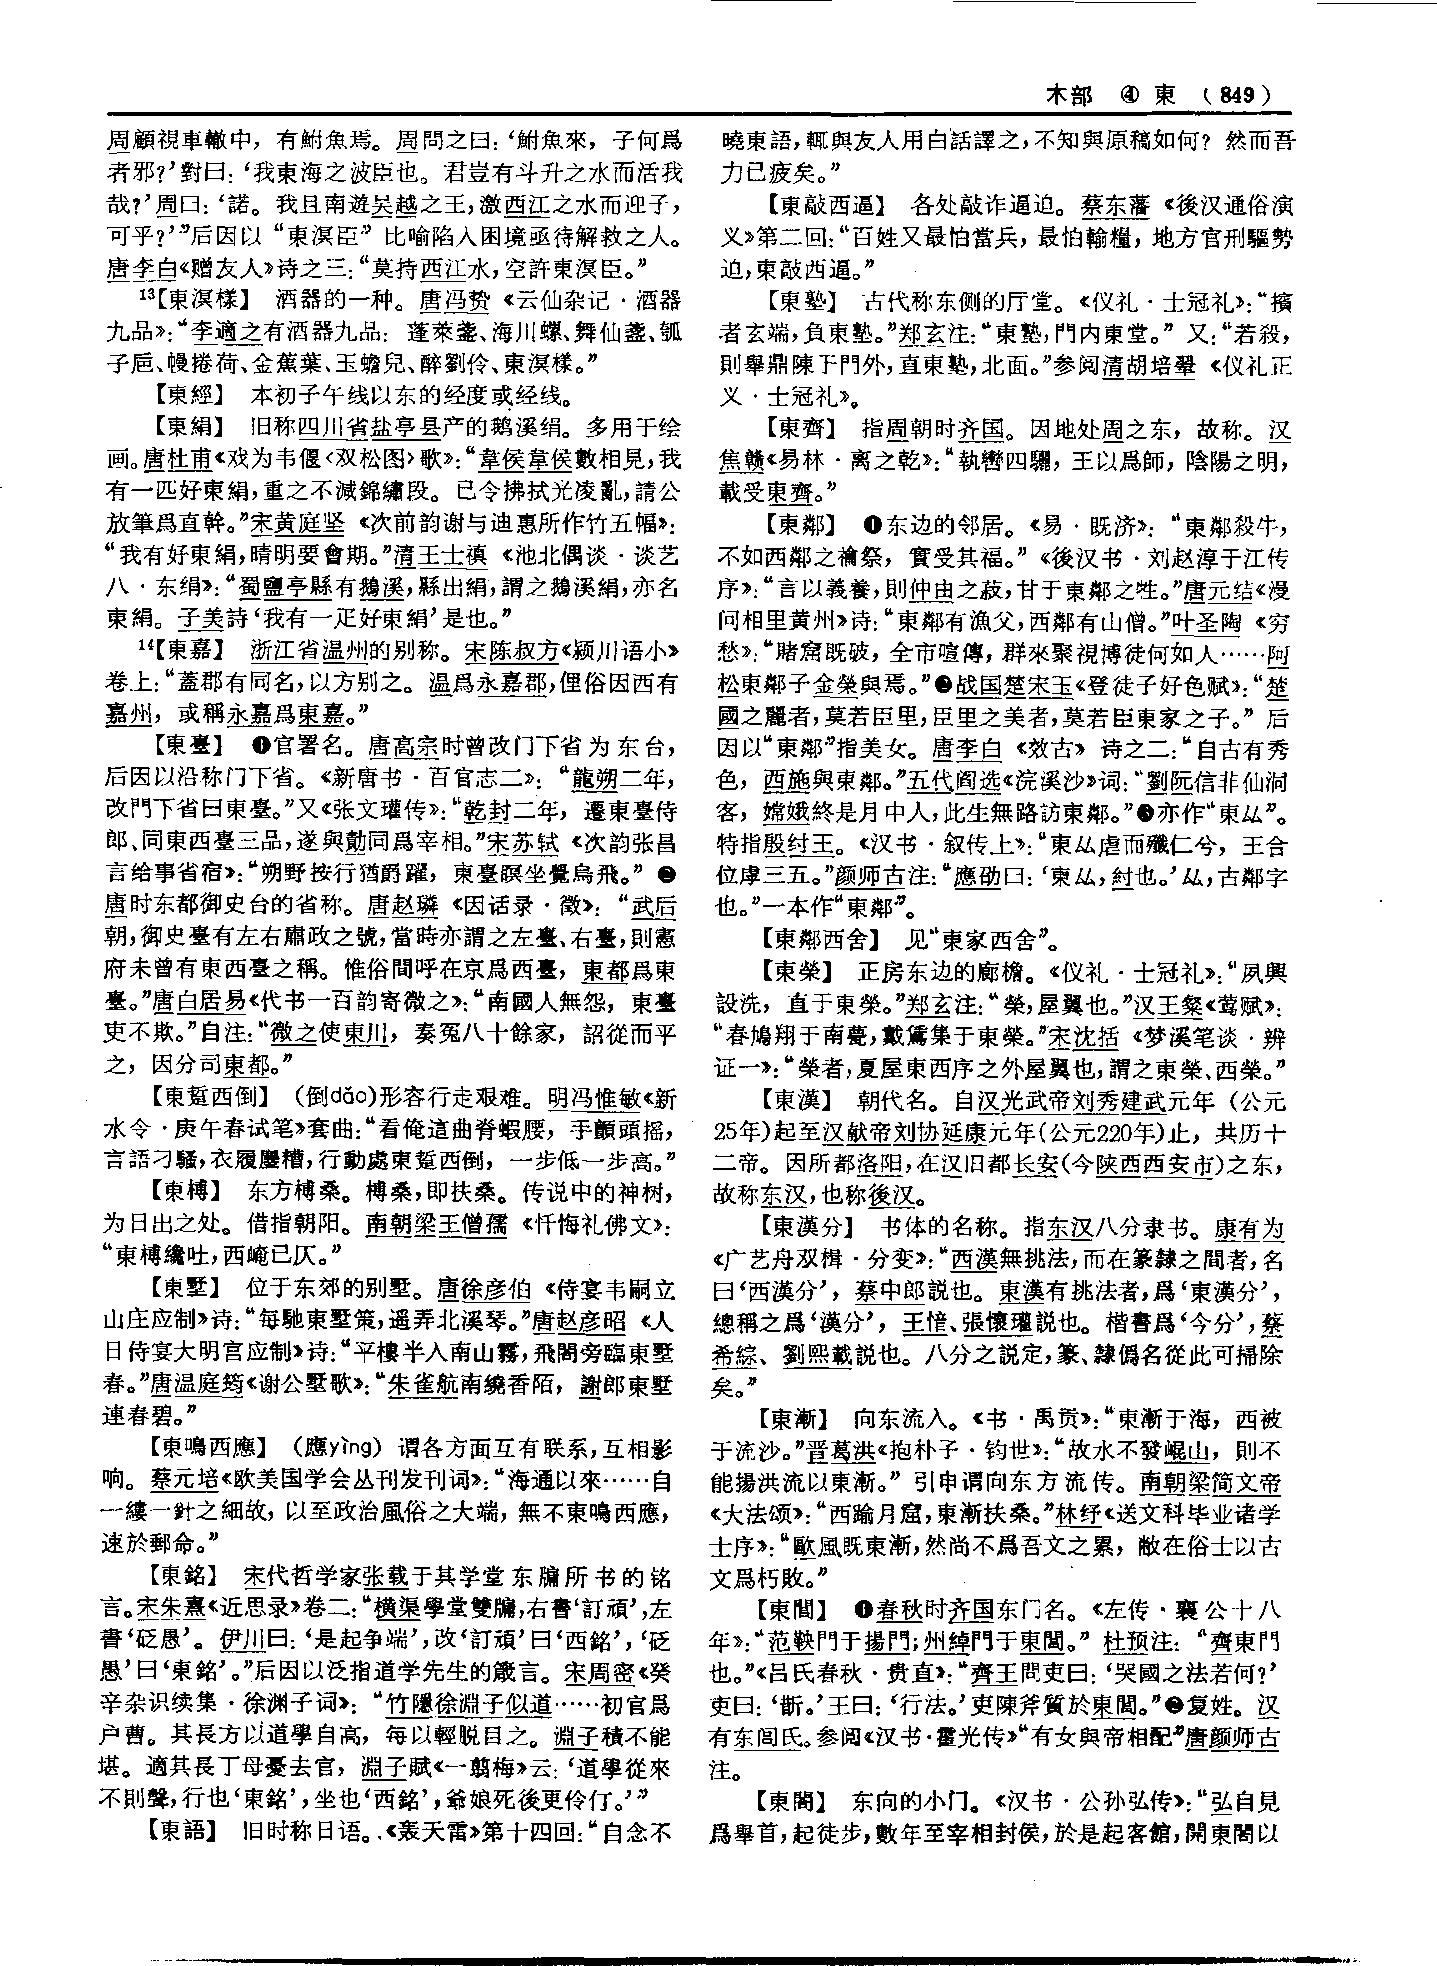 木部 ④ 東 (849)
周顧視車轍中，有鮒魚焉。周問之曰：‘鮒魚來，子何爲
者邪？’對曰：‘我東海之波臣也。君豈有斗升之水而活我
哉？’周曰：‘諾。我且南遊吴越之王，激西江之水而迎子，
可乎？’”后因以“東溟臣”比喻陷入困境亟待解救之人。
唐李白《赠友人》诗之三：“莫持西江水，空許東溟臣。”
13【東溟樣】 酒器的一种。唐冯贽《云仙杂记·酒器
九品》：“李適之有酒器九品：蓬萊盞、海川螺、舞仙盞、瓠
子巵、幔捲荷、金蕉葉、玉蟾兒、醉劉伶、東溟樣。”
【東經】 本初子午线以东的经度或经线。
【東絹】 旧称四川省盐亭县产的鹅溪绢。多用于绘
画。唐杜甫《戏为韦偃〈双松图〉歌》：“韋侯韋侯數相見，我
有一匹好東絹，重之不減錦繡段。已令拂拭光凌亂，請公
放筆爲直幹。”宋黄庭坚《次前韵谢与迪惠所作竹五幅》：
“我有好東絹，晴明要會期。”清王士禛《池北偶谈·谈艺
八·东绢》：“蜀鹽亭縣有鵝溪，縣出絹，謂之鵝溪絹，亦名
東絹。子美詩‘我有一疋好東絹’是也。”
14【東嘉】 浙江省温州的别称。宋陈叔方《颍川语小》
卷上：“蓋郡有同名，以方别之。温爲永嘉郡，俚俗因西有
嘉州，或稱永嘉爲東嘉。”
【東臺】 ❶官署名。唐高宗时曾改门下省为东台，
后因以沿称门下省。《新唐书·百官志二》：“龍朔二年，
改門下省曰東臺。”又《张文瓘传》：“乾封二年，遷東臺侍
郎、同東西臺三品，遂與勣同爲宰相。”宋苏轼《次韵张昌
言给事省宿》：“朔野按行猶爵躍，東臺瞑坐覺烏飛。”❷
唐时东都御史台的省称。唐赵璘《因话录·徵》：“武后
朝，御史臺有左右肅政之號，當時亦謂之左臺、右臺，則憲
府未曾有東西臺之稱。惟俗間呼在京爲西臺，東都爲東
臺。”唐白居易《代书一百韵寄微之》：“南國人無怨，東臺
吏不欺。”自注：“微之使東川，奏冤八十餘家，詔從而平
之，因分司東都。”
【東蹔西倒】 (倒dǎo)形容行走艰难。明冯惟敏《新
水令·庚午春试笔》套曲：“看俺這曲脊蝦腰，手顫頭摇，
言語刁騷，衣履鏖糟，行動處東蹔西倒，一步低一步高。”
【東榑】 东方榑桑。榑桑，即扶桑。传说中的神树，
为日出之处。借指朝阳。南朝梁王僧孺《忏悔礼佛文》：
“東榑纔吐，西崦已仄。”
【東墅】 位于东郊的别墅。唐徐彦伯《侍宴韦嗣立
山庄应制》诗：“每馳東墅策，遥弄北溪琴。”唐赵彦昭《人
日侍宴大明宫应制》诗：“平樓半入南山霧，飛閣旁臨東墅
春。”唐温庭筠《谢公墅歌》：“朱雀航南繞香陌，謝郎東墅
連春碧。”
【東鳴西應】 (應yìng) 谓各方面互有联系，互相影
响。蔡元培《欧美国学会丛刊发刊词》：“海通以來……自
一縷一針之細故，以至政治風俗之大端，無不東鳴西應，
速於郵命。”
【東銘】 宋代哲学家张载于其学堂东牖所书的铭
言。宋朱熹《近思录》卷二：“横渠學堂雙牖，右書‘訂頑’，左
書‘砭愚’。伊川曰：‘是起争端’，改‘訂頑’曰‘西銘’，‘砭
愚’曰‘東銘’。”后因以泛指道学先生的箴言。宋周密《癸
辛杂识续集·徐渊子词》：“竹隱徐淵子似道……初官爲
户曹。其長方以道學自高，每以輕脱目之。淵子積不能
堪。適其長丁母憂去官，淵子賦《一翦梅》云：‘道學從來
不則聲，行也‘東銘’，坐也‘西銘’，爺娘死後更伶仃。’”
【東語】 旧时称日语。《轰天雷》第十四回：“自念不
曉東語，輒與友人用白話譯之，不知與原稿如何？然而吾
力已疲矣。”
【東敲西逼】 各处敲诈逼迫。蔡东藩《後汉通俗演
义》第二回：“百姓又最怕當兵，最怕輸糧，地方官刑驅勢
迫，東敲西逼。”
【東塾】 古代称东侧的厅堂。《仪礼·士冠礼》：“擯
者玄端，負東塾。”郑玄注：“東塾，門内東堂。”又：“若殺，
則舉鼎陳于門外，直東塾，北面。”参阅清胡培翬《仪礼正
义·士冠礼》。
【東齊】 指周朝时齐国。因地处周之东，故称。汉
焦赣《易林·离之乾》：“執轡四驪，王以爲師，陰陽之明，
載受東齊。”
【東鄰】 ❶东边的邻居。《易·既济》：“東鄰殺牛，
不如西鄰之禴祭，實受其福。”《後汉书·刘赵淳于江传
序》：“言以義養，則仲由之菽，甘于東鄰之牲。”唐元结《漫
问相里黄州》诗：“東鄰有漁父，西鄰有山僧。”叶圣陶《穷
愁》：“賭窟既破，全市喧傳，群來聚視博徒何如人……阿
松東鄰子金榮與焉。”❷战国楚宋玉《登徒子好色赋》：“楚
國之麗者，莫若臣里，臣里之美者，莫若臣東家之子。”后
因以“東鄰”指美女。唐李白《效古》诗之二：“自古有秀
色，西施與東鄰。”五代阎选《浣溪沙》词：“劉阮信非仙洞
客，嫦娥終是月中人，此生無路訪東鄰。”❸亦作“東厸”。
特指殷纣王。《汉书·叙传上》：“東厸虐而殲仁兮，王合
位虖三五。”颜师古注：“應劭曰：‘東厸，紂也。’厸，古鄰字
也。”一本作“東鄰”。
【東鄰西舍】 见“東家西舍”。
【東榮】 正房东边的廊檐。《仪礼·士冠礼》：“夙興
設洗，直于東榮。”郑玄注：“榮，屋翼也。”汉王粲《莺赋》：
“春鳩翔于南甍，戴鵀集于東榮。”宋沈括《梦溪笔谈·辨
证一》：“榮者，夏屋東西序之外屋翼也，謂之東榮、西榮。”
【東漢】 朝代名。自汉光武帝刘秀建武元年（公元
25年)起至汉献帝刘协延康元年(公元220年)止，共历十
二帝。因所都洛阳，在汉旧都长安(今陕西西安市)之东，
故称东汉，也称後汉。
【東漢分】 书体的名称。指东汉八分隶书。康有为
《广艺舟双楫·分变》：“西漢無挑法，而在篆隸之間者，名
曰‘西漢分’，蔡中郎説也。東漢有挑法者，爲‘東漢分’，
總稱之爲‘漢分’，王愔、張懷瓘説也。楷書爲‘今分’，蔡
希綜、劉熙載説也。八分之説定，篆、隸僞名從此可掃除
矣。”
【東漸】 向东流入。《书·禹贡》：“東漸于海，西被
于流沙。”晋葛洪《抱朴子·钧世》：“故水不發崐山，則不
能揚洪流以東漸。”引申谓向东方流传。南朝梁简文帝
《大法颂》：“西踰月窟，東漸扶桑。”林纾《送文科毕业诸学
士序》：“歐風既東漸，然尚不爲吾文之累，敝在俗士以古
文爲朽敗。”
【東閭】 ❶春秋时齐国东门名。《左传·襄公十八
年》：“范鞅門于揚門；州綽門于東閭。”杜预注：“齊東門
也。”《吕氏春秋·贵直》：“齊王問吏曰：‘哭國之法若何？’
吏曰：‘斮。’王曰：‘行法。’吏陳斧質於東閭。”❷复姓。汉
有东闾氏。参阅《汉书·霍光传》“有女與帝相配”唐颜师古
注。
【東閤】 东向的小门。《汉书·公孙弘传》：“弘自見
爲舉首，起徒步，數年至宰相封侯，於是起客館，開東閤以